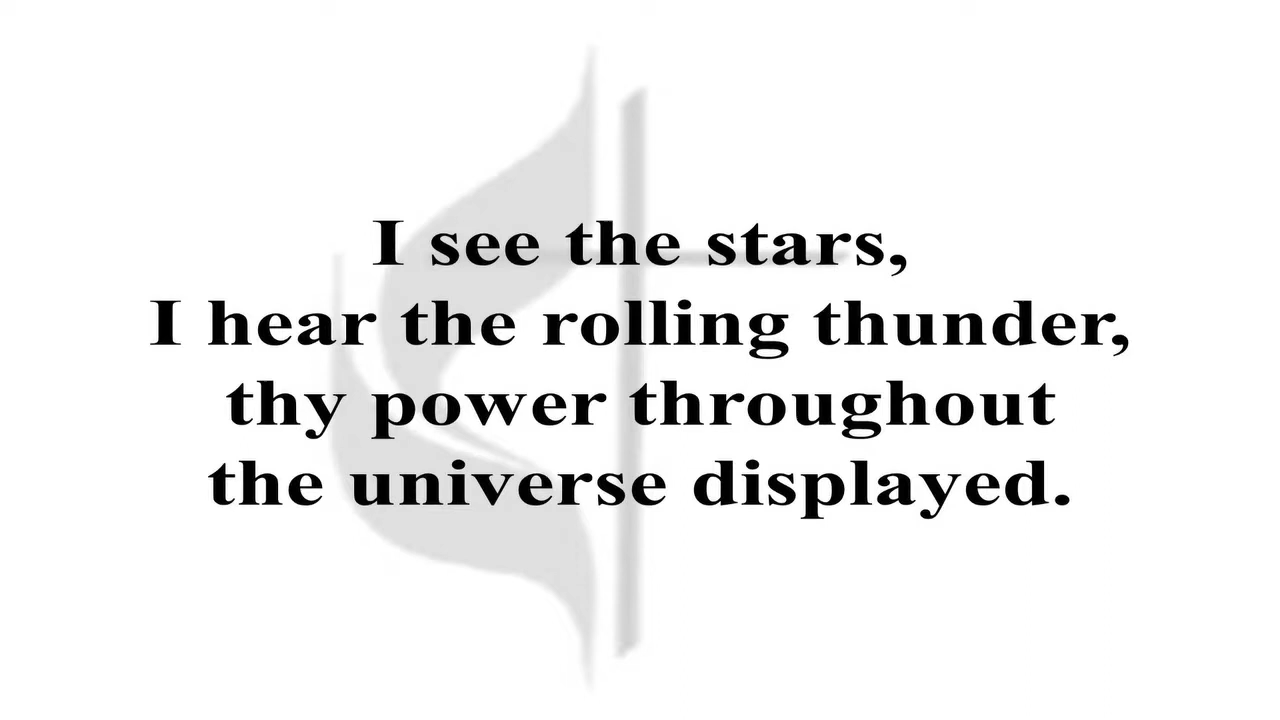 I see the stars,
I hear the rolling thunder,
thy power throughout
the universe displayed.